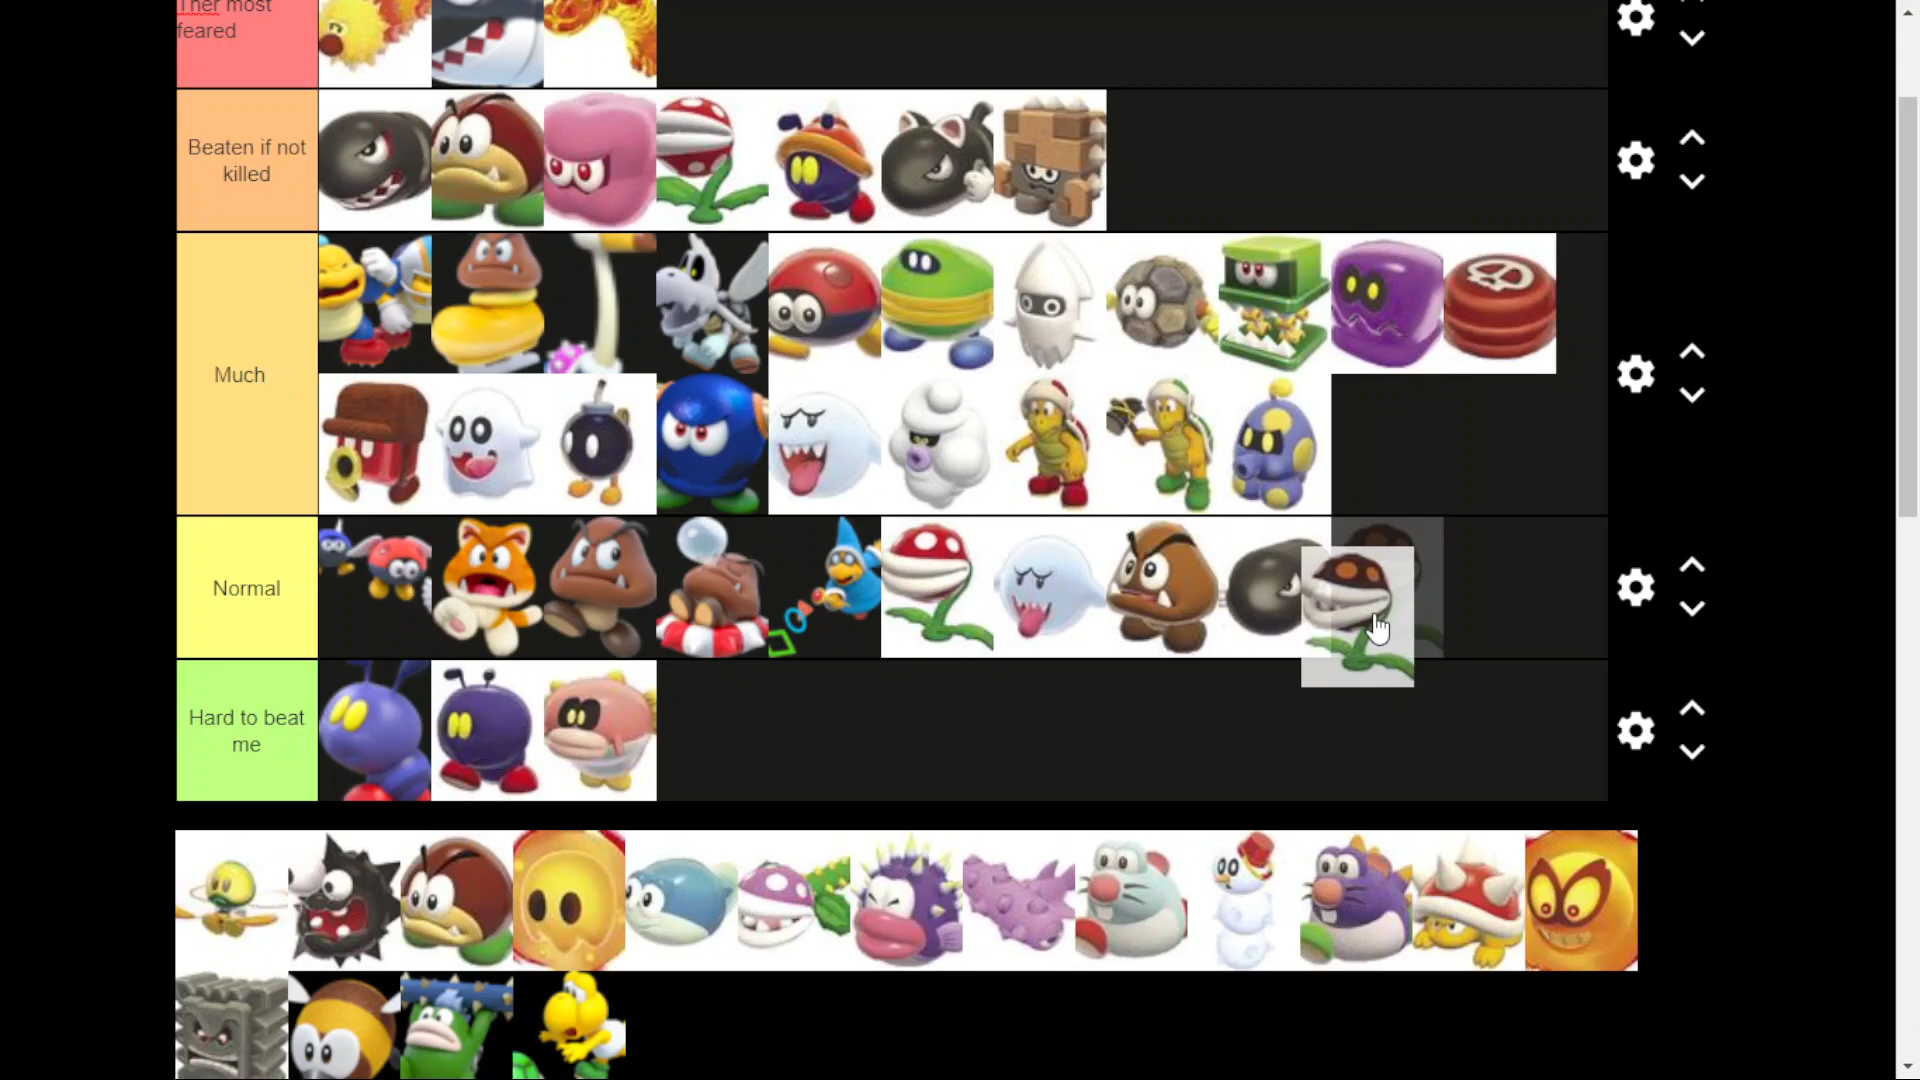 Ther most
feared
Beaten if not
killed
Much
Normal
Hard to beat
me